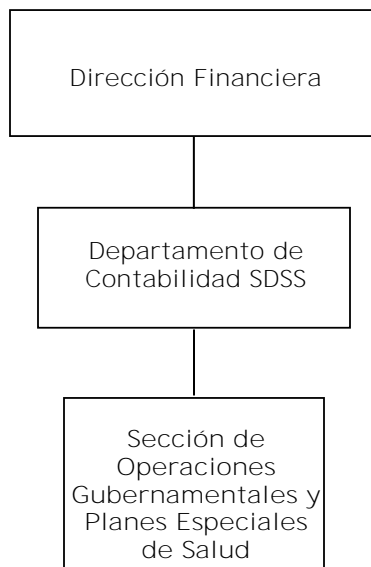 Dirección Financiera
Departamento de
Contabilidad SDSS
Sección de
Operaciones
Gubernamentales y
Planes Especiales
de Salud